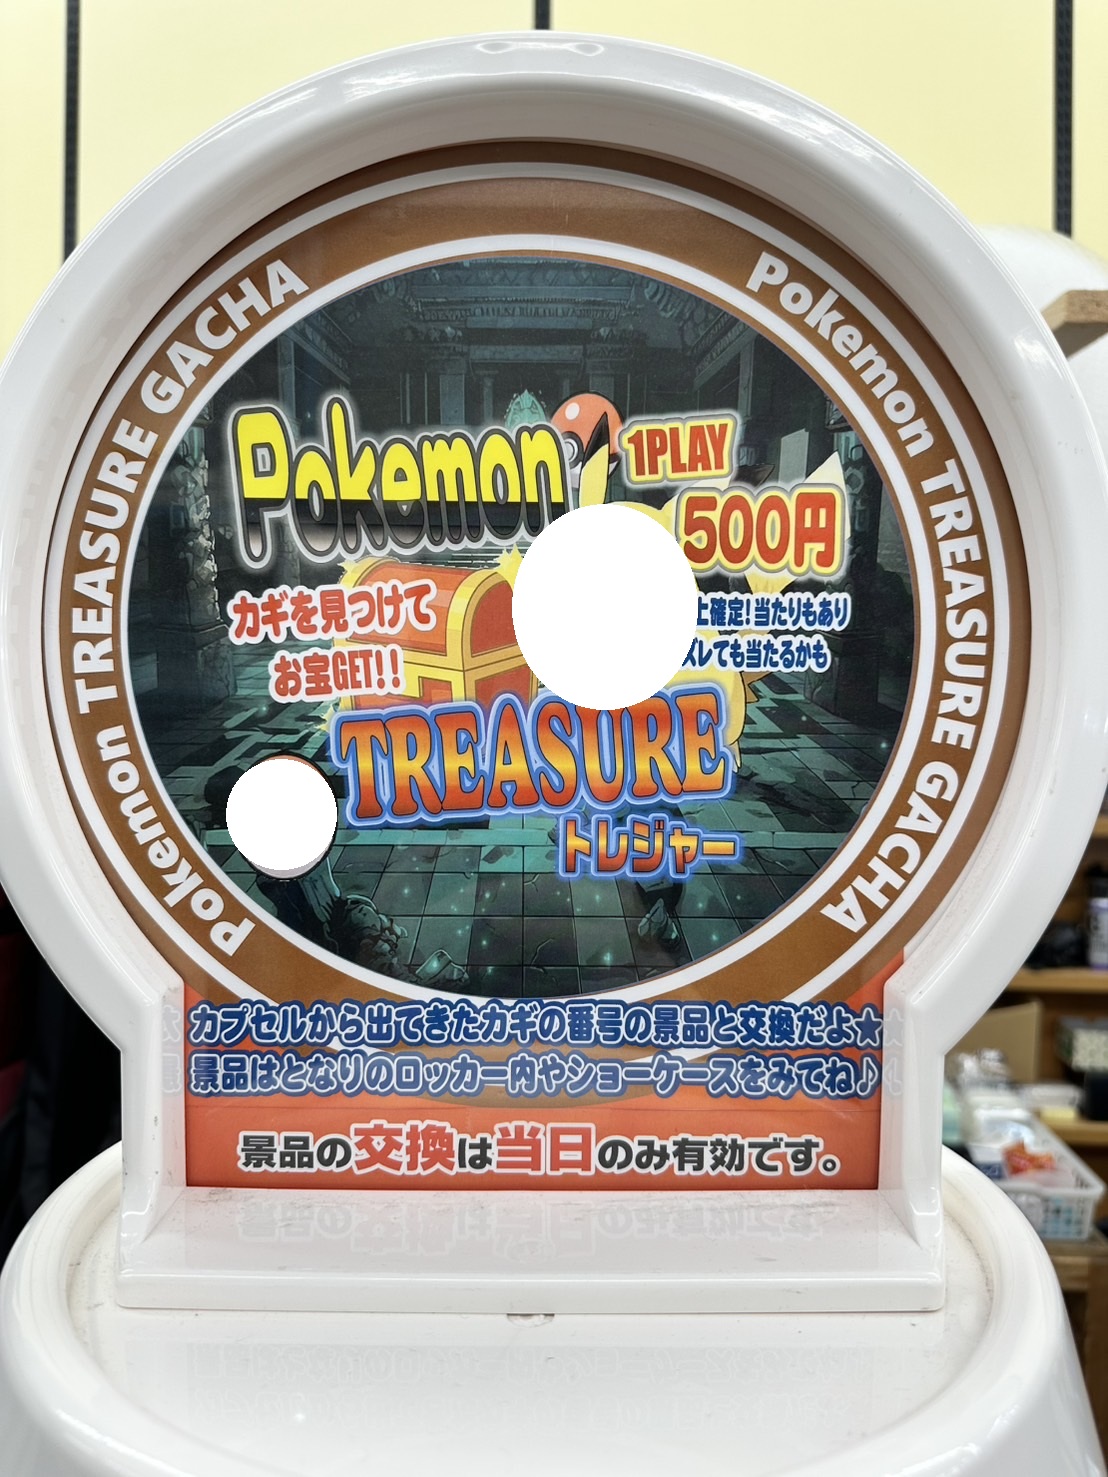 Pokemon TREASURE GACHA
Pokemon TREASURE GACHA
Pokemon
1PLAY
500円
カギを見つけて
お宝GET!!
上確定!当たりもあり
ズレても当たるかも
TREASURE
トレジャー
カプセルから出てきたカギの番号の景品と交換だよ★
景品はとなりのロッカー内やショーケースをみてね♪
景品の交換は当日のみ有効です。